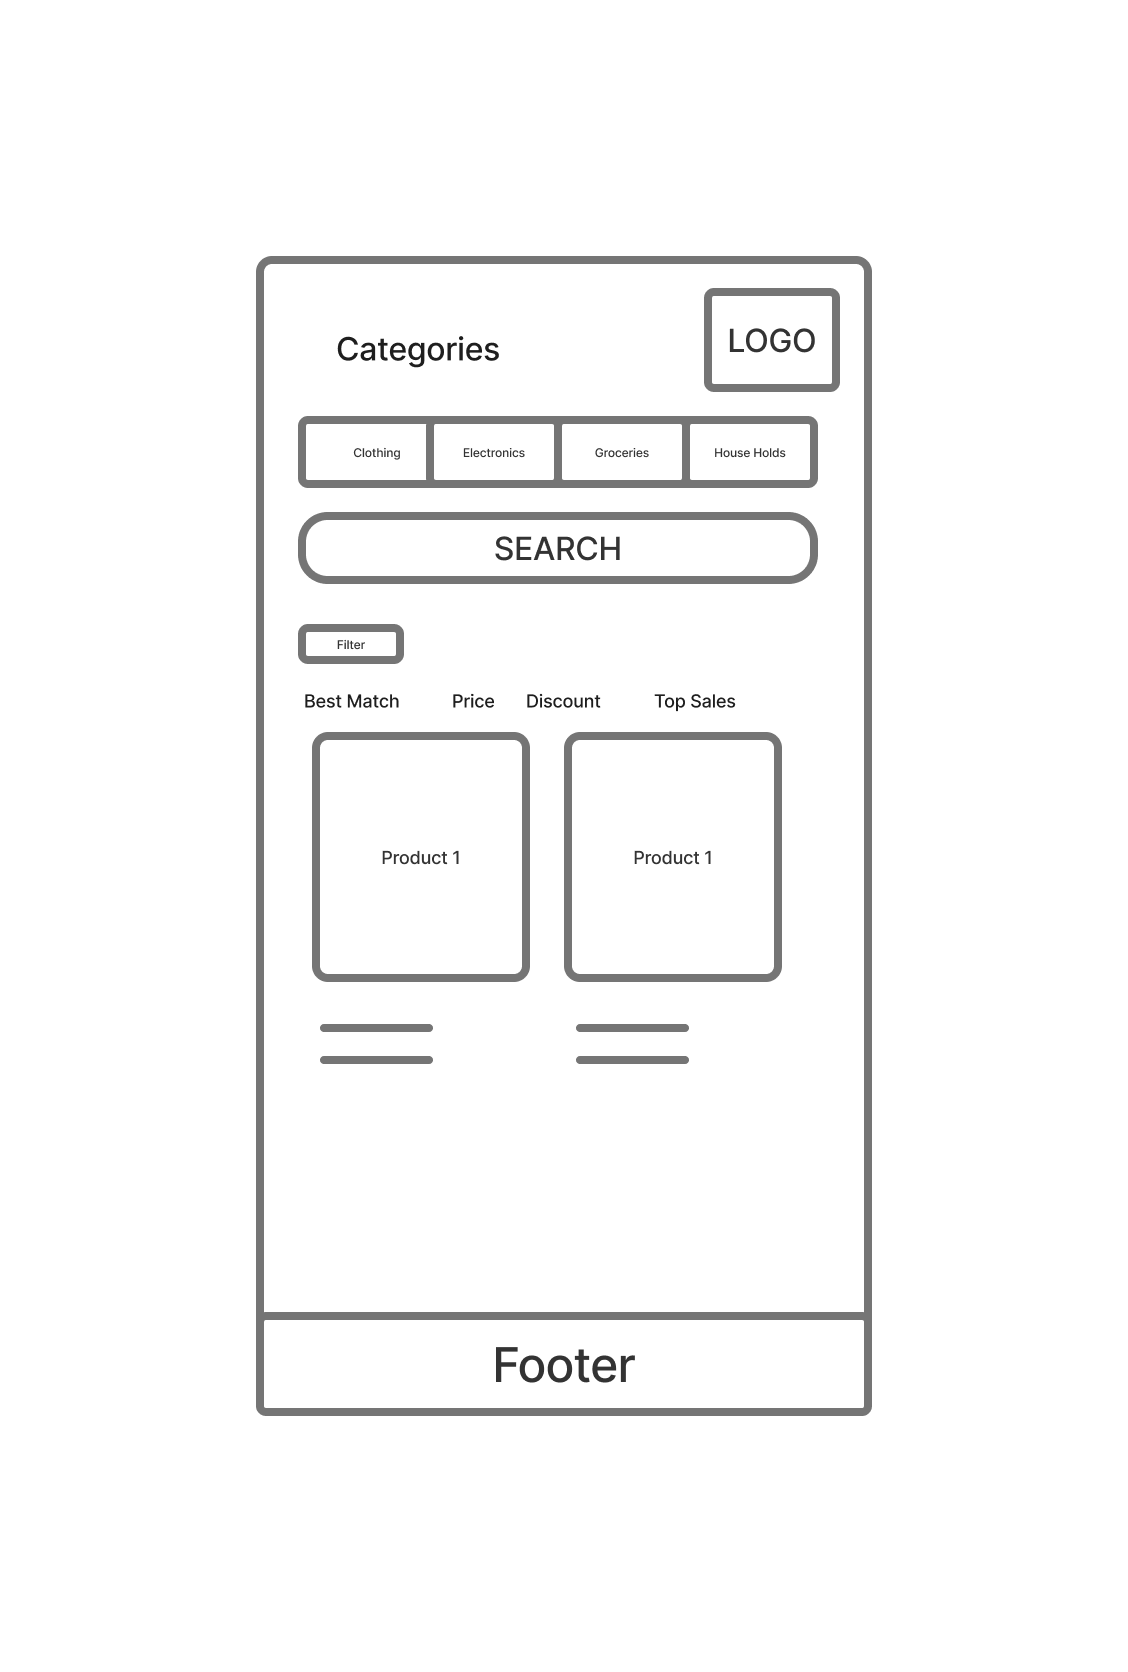 Categories
LOGO
Clothing Electronics Groceries House Holds
SEARCH
Filter
Best Match Price Discount Top Sales
Product 1 Product 1
Footer